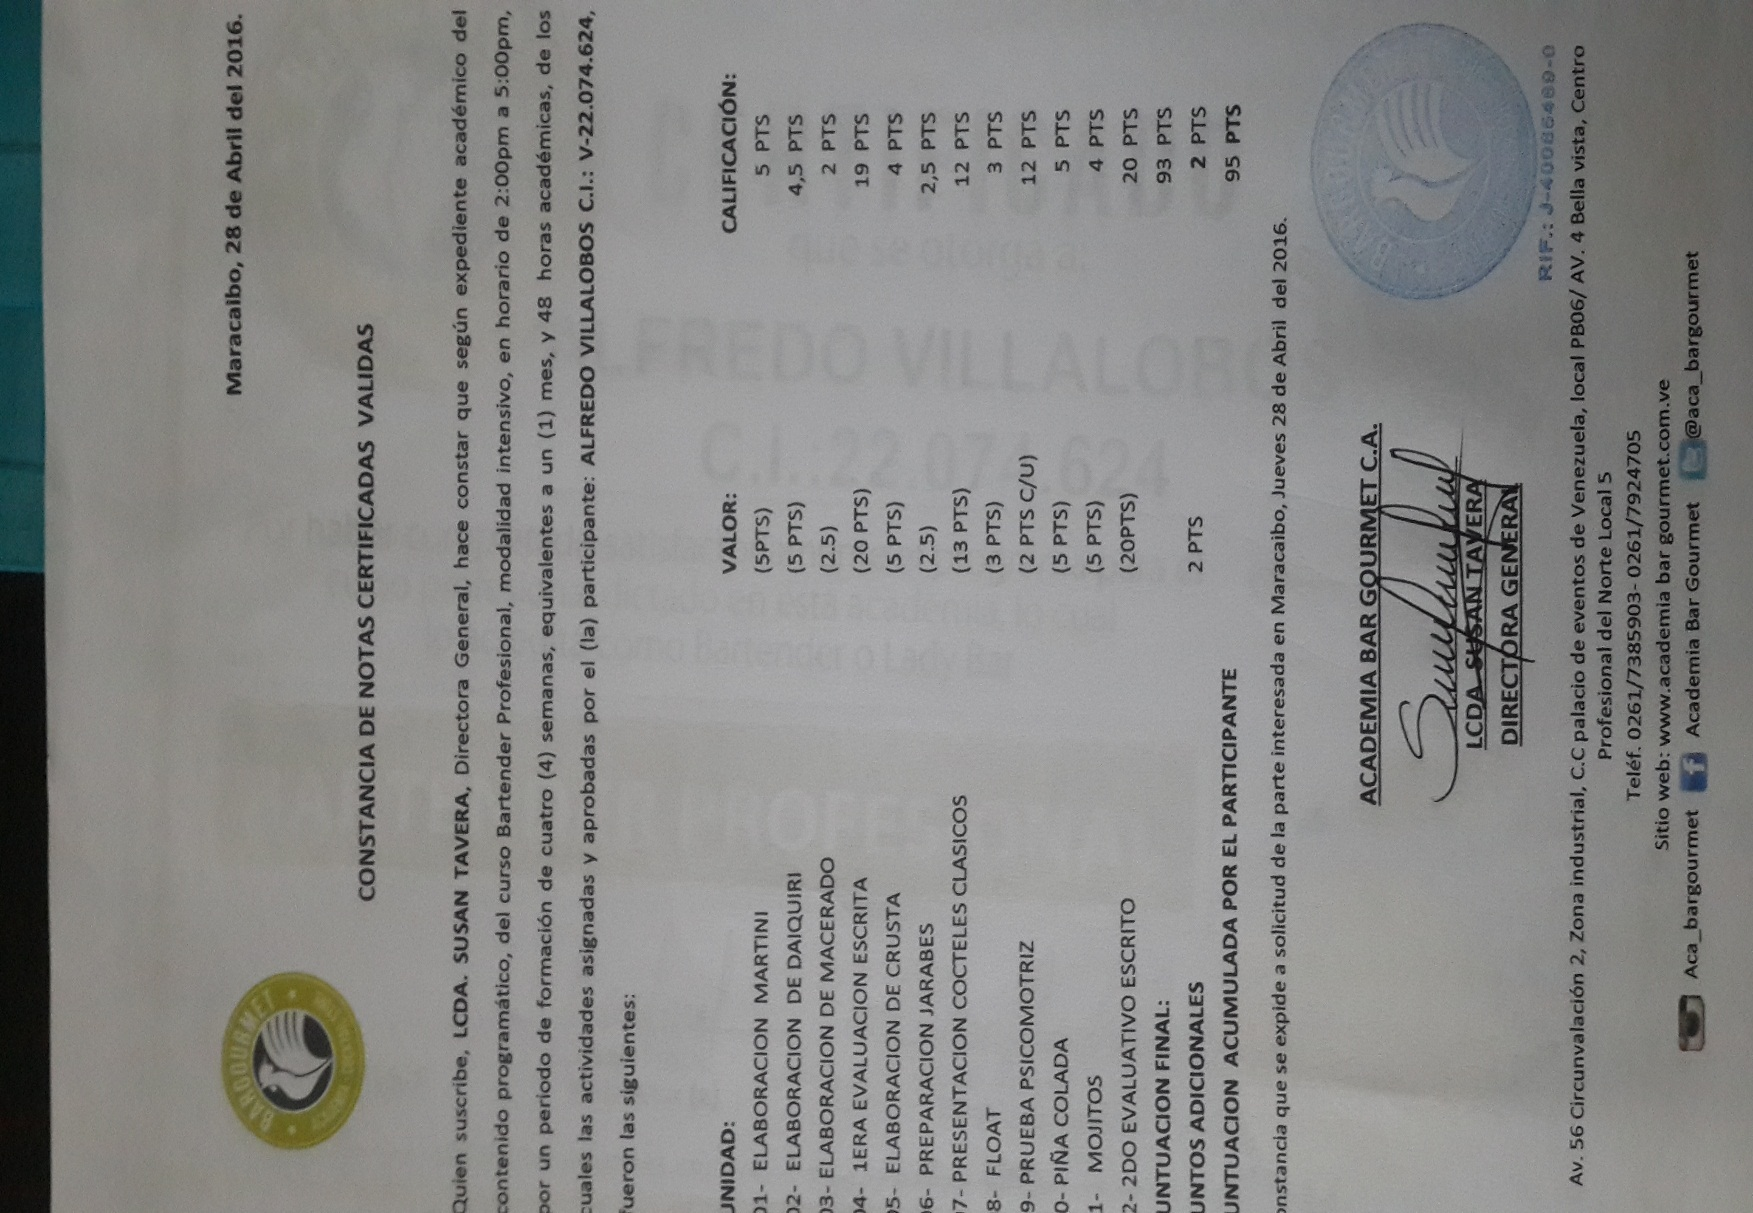 Maracaibo, 28 de Abril del 2016.
BARGOURMET
CONSTANCIA DE NOTAS CERTIFICADAS VALIDAS
Quien suscribe, LCDA. SUSAN TAVERA, Directora General, hace constar que según expediente académico del
contenido programático, del curso Bartender Profesional, modalidad intensivo, en horario de 2:00pm a 5:00pm,
por un periodo de formación de cuatro (4) semanas, equivalentes a un (1) mes, y 48 horas académicas, de los
cuales las actividades asignadas y aprobadas por el (la) participante: ALFREDO VILLALOBOS C.I.: V-22.074.624,
fueron las siguientes:
UNIDAD: VALOR: CALIFICACIÓN:
01- ELABORACION MARTINI (5PTS) 5 PTS
02- ELABORACION DE DAIQUIRI (5 PTS) 4,5 PTS
03- ELABORACION DE MACERADO (2.5) 2 PTS
04- 1ERA EVALUACION ESCRITA (20 PTS) 19 PTS
05- ELABORACION DE CRUSTA (5 PTS) 4 PTS
06- PREPARACION JARABES (2.5) 2,5 PTS
07- PRESENTACION COCTELES CLASICOS (13 PTS) 12 PTS
8- FLOAT (3 PTS) 3 PTS
9- PRUEBA PSICOMOTRIZ (2 PTS C/U) 12 PTS
0- PIÑA COLADA (5 PTS) 5 PTS
1- MOJITOS (5 PTS) 4 PTS
2- 2DO EVALUATIVO ESCRITO (20PTS) 20 PTS
UNTUACION FINAL: 93 PTS
UNTOS ADICIONALES 2 PTS 2 PTS
UNTUACION ACUMULADA POR EL PARTICIPANTE 95 PTS
onstancia que se expide a solicitud de la parte interesada en Maracaibo, Jueves 28 de Abril del 2016.
ACADEMIA BAR GOURMET C.A.
LCDA. SUSAN TAVERA
DIRECTORA GENERAL
RIF.: J-40086489-0
Av. 56 Circunvalación 2, Zona industrial, C.C palacio de eventos de Venezuela, local PB06/ AV. 4 Bella vista, Centro
Profesional del Norte Local 5
Teléf. 0261/7385903- 0261/7924705
Sitio web: www.academia bar gourmet.com.ve
Aca_bargourmet Academia Bar Gourmet @aca_bargourmet